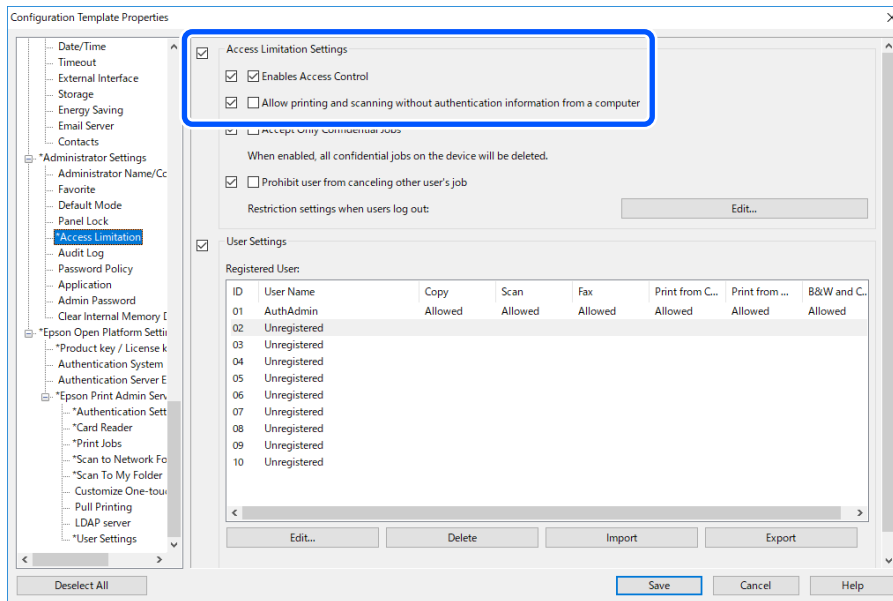 Configuration Template Properties
Date/Time
Timeout
External Interface
Storage
Energy Saving
Email Server
Contacts
*Administrator Settings
Administrator Name/Cc
Favorite
Default Mode
Panel Lock
*Access Limitation
Audit Log
Password Policy
Application
Admin Password
Clear Internal Memory D
*Epson Open Platform Settin
*Product key / License k
Authentication System
Authentication Server E
*Epson Print Admin Serv
*Authentication Sett
*Card Reader
*Print Jobs
*Scan to Network Fo
*Scan To My Folder
Customize One-touc
Pull Printing
LDAP server
*User Settings
Access Limitation Settings
Enables Access Control
Allow printing and scanning without authentication information from a computer
Accept Only Confidential Jobs
When enabled, all confidential jobs on the device will be deleted.
Prohibit user from canceling other user's job
Restriction settings when users log out: Edit...
User Settings
Registered User:
ID User Name Copy Scan Fax Print from C... Print from ... B&W and C...
01 AuthAdmin Allowed Allowed Allowed Allowed Allowed Allowed
02 Unregistered
03 Unregistered
04 Unregistered
05 Unregistered
06 Unregistered
07 Unregistered
08 Unregistered
09 Unregistered
10 Unregistered
Edit... Delete Import Export
Deselect All Save Cancel Help